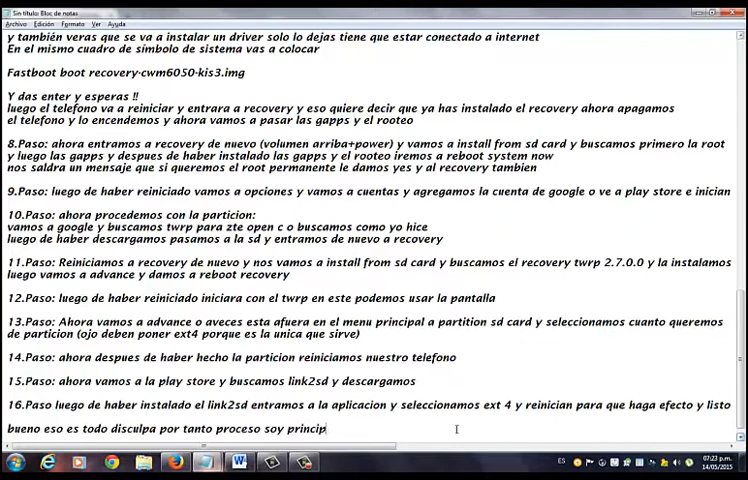 Sin título: Bloc de notas
Archivo Edición Formato Ver Ayuda
y también veras que se va a instalar un driver solo lo dejas tiene que estar conectado a internet
En el mismo cuadro de símbolo de sistema vas a colocar
Fastboot boot recovery-cwm6050-kis3.img
Y das enter y esperas !!
luego el telefono va a reiniciar y entrara a recovery y eso quiere decir que ya has instalado el recovery ahora apagamos
el telefono y lo encendemos y ahora vamos a pasar las gapps y el rooteo
8.Paso: ahora entramos a recovery de nuevo (volumen arriba+power) y vamos a install from sd card y buscamos primero la root
y luego las gapps y despues de haber instalado las gapps y el rooteo iremos a reboot system now
nos saldra un mensaje que si queremos el root permanente le damos yes y al recovery tambien
9.Paso: luego de haber reiniciado vamos a opciones y vamos a cuentas y agregamos la cuenta de google o ve a play store e inician
10.Paso: ahora procedemos con la particion:
vamos a google y buscamos twrp para zte open c o buscamos como yo hice
luego de haber descargamos pasamos a la sd y entramos de nuevo a recovery
11.Paso: Reiniciamos a recovery de nuevo y nos vamos a install from sd card y buscamos el recovery twrp 2.7.0.0 y la instalamos
luego vamos a advance y damos a reboot recovery
12.Paso: luego de haber reiniciado iniciara con el twrp en este podemos usar la pantalla
13.Paso: Ahora vamos a advance o aveces esta afuera en el menu principal a partition sd card y seleccionamos cuanto queremos
de particion (ojo deben poner ext4 porque es la unica que sirve)
14.Paso: ahora despues de haber hecho la particion reiniciamos nuestro telefono
15.Paso: ahora vamos a la play store y buscamos link2sd y descargamos
16.Paso luego de haber instalado el link2sd entramos a la aplicacion y seleccionamos ext 4 y reinician para que haga efecto y listo
bueno eso es todo disculpa por tanto proceso soy princip
ES
07:23 p.m.
14/05/2015